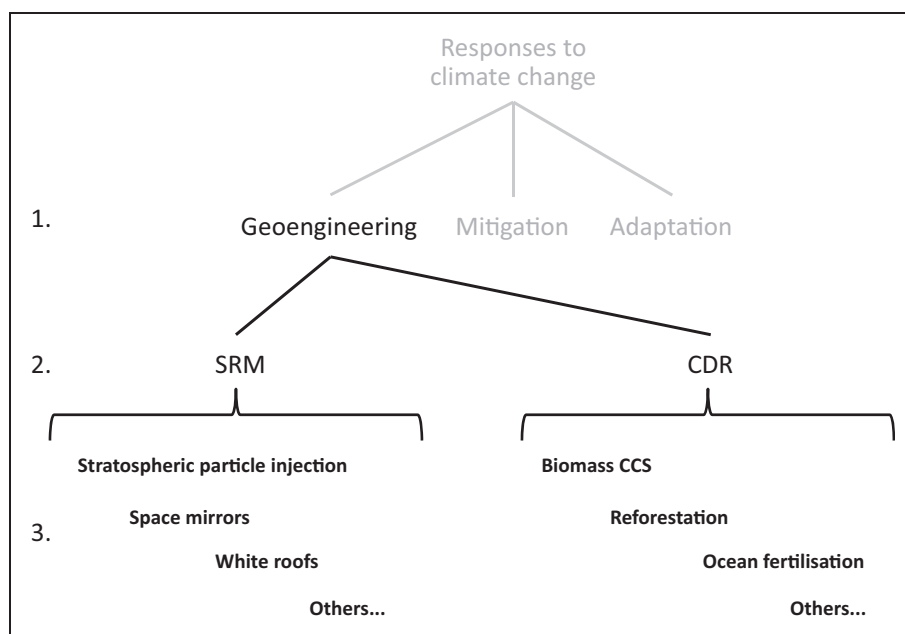 Responses to
climate change
1.
Geoengineering Mitigation Adaptation
2.
SRM CDR
Stratospheric particle injection Biomass CCS
Space mirrors Reforestation
3.
White roofs Ocean fertilisation
Others... Others...